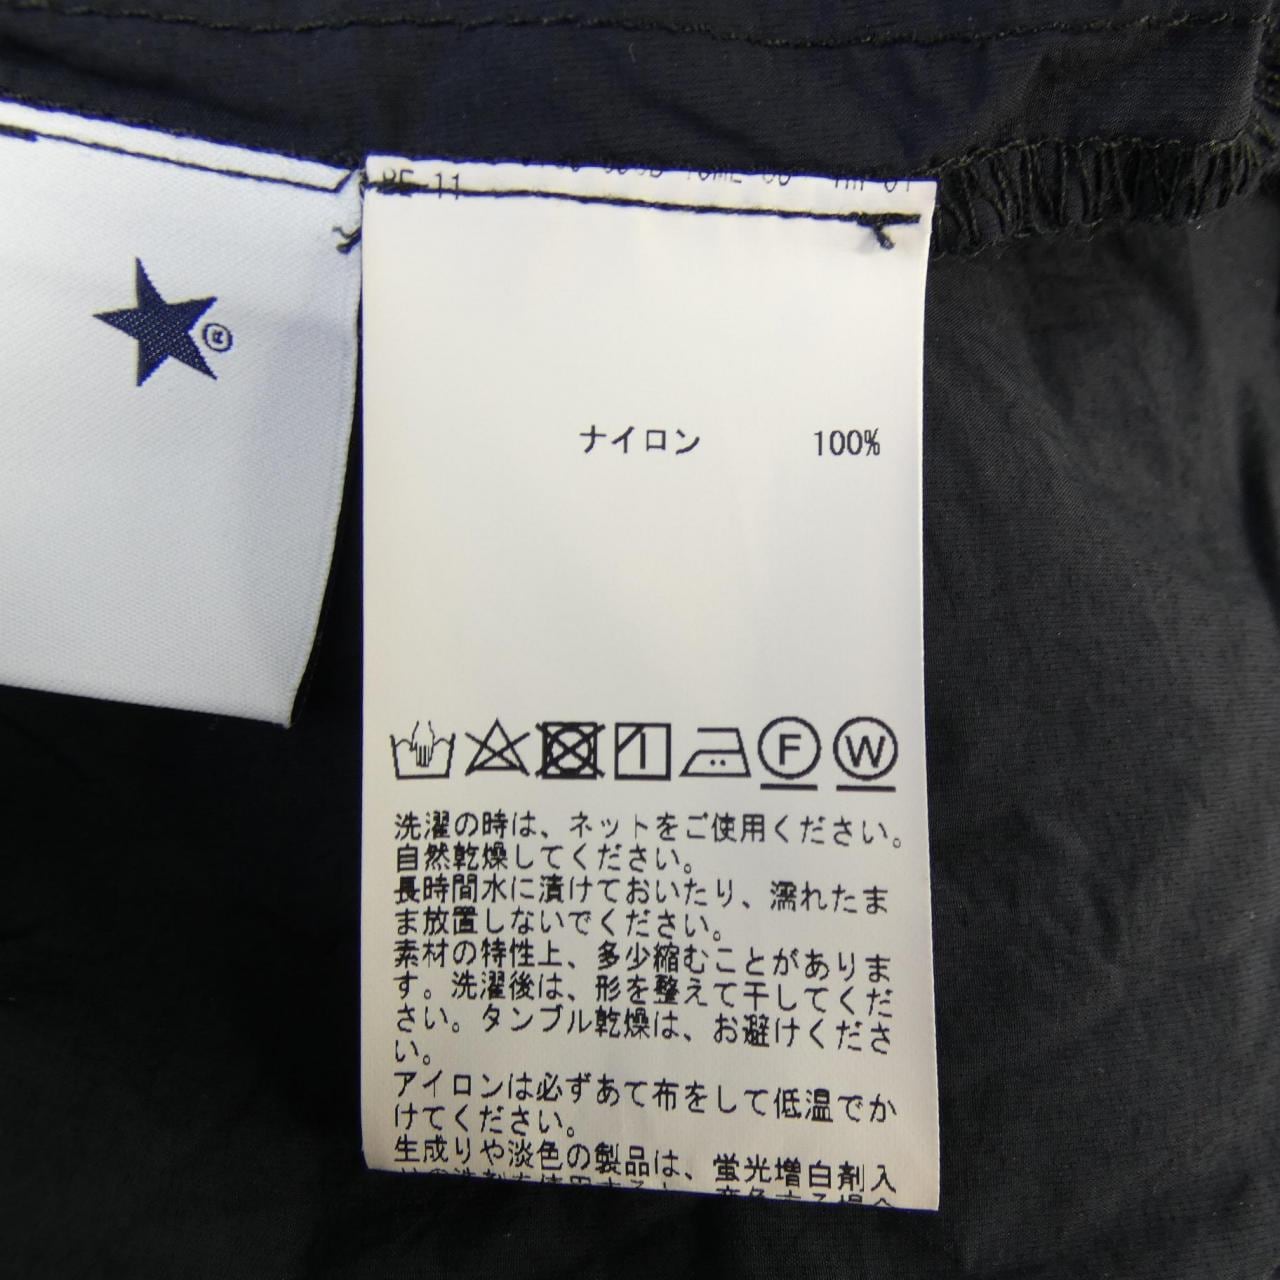 ®
BE-11
ナイロン 100%
F W
洗濯の時は、ネットをご使用ください。
自然乾燥してください。
長時間水に漬けておいたり、濡れたま
ま放置しないでください。
素材の特性上、多少縮むことがありま
す。洗濯後は、形を整えて干してくだ
さい。タンブル乾燥は、お避けくださ
い。
アイロンは必ずあて布をして低温でか
けてください。
生成りや淡色の製品は、蛍光増白剤入